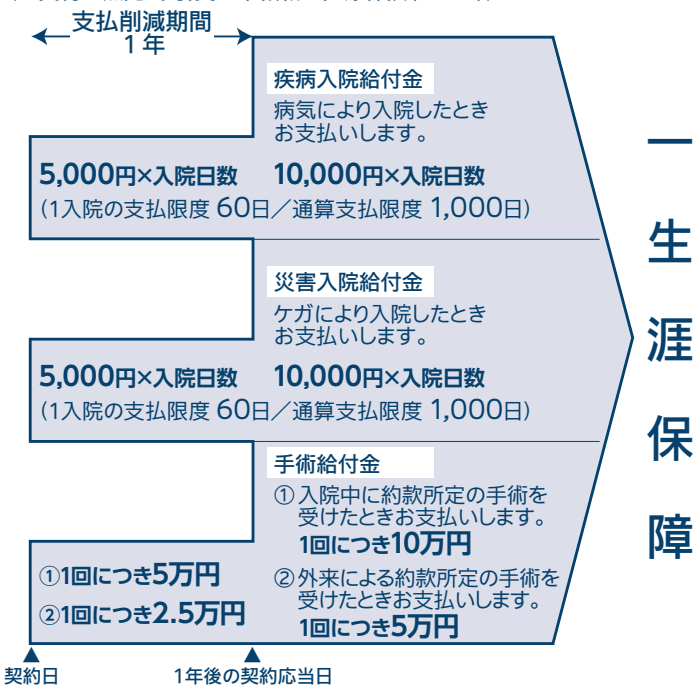 支払削減期間
1年
疾病入院給付金
病気により入院したとき
お支払いします。
5,000円×入院日数 10,000円×入院日数
(1入院の支払限度 60日/通算支払限度 1,000日)
災害入院給付金
ケガにより入院したとき
お支払いします。
5,000円×入院日数 10,000円×入院日数
(1入院の支払限度 60日/通算支払限度 1,000日)
手術給付金
①入院中に約款所定の手術を
受けたときお支払いします。
1回につき10万円
②外来による約款所定の手術を
受けたときお支払いします。
1回につき5万円
①1回につき5万円
②1回につき2.5万円
一生涯保障
契約日 1年後の契約応当日